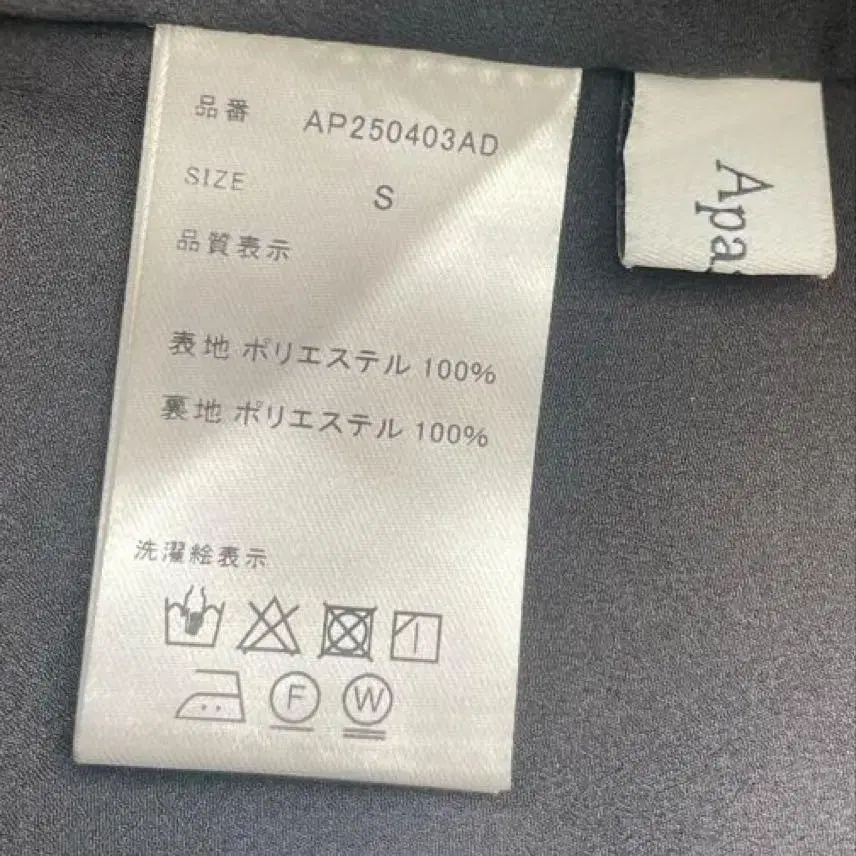 品番 AP250403AD
SIZE S
品質表示
表地 ポリエステル 100%
裏地 ポリエステル 100%
洗濯絵表示
F W
Apa